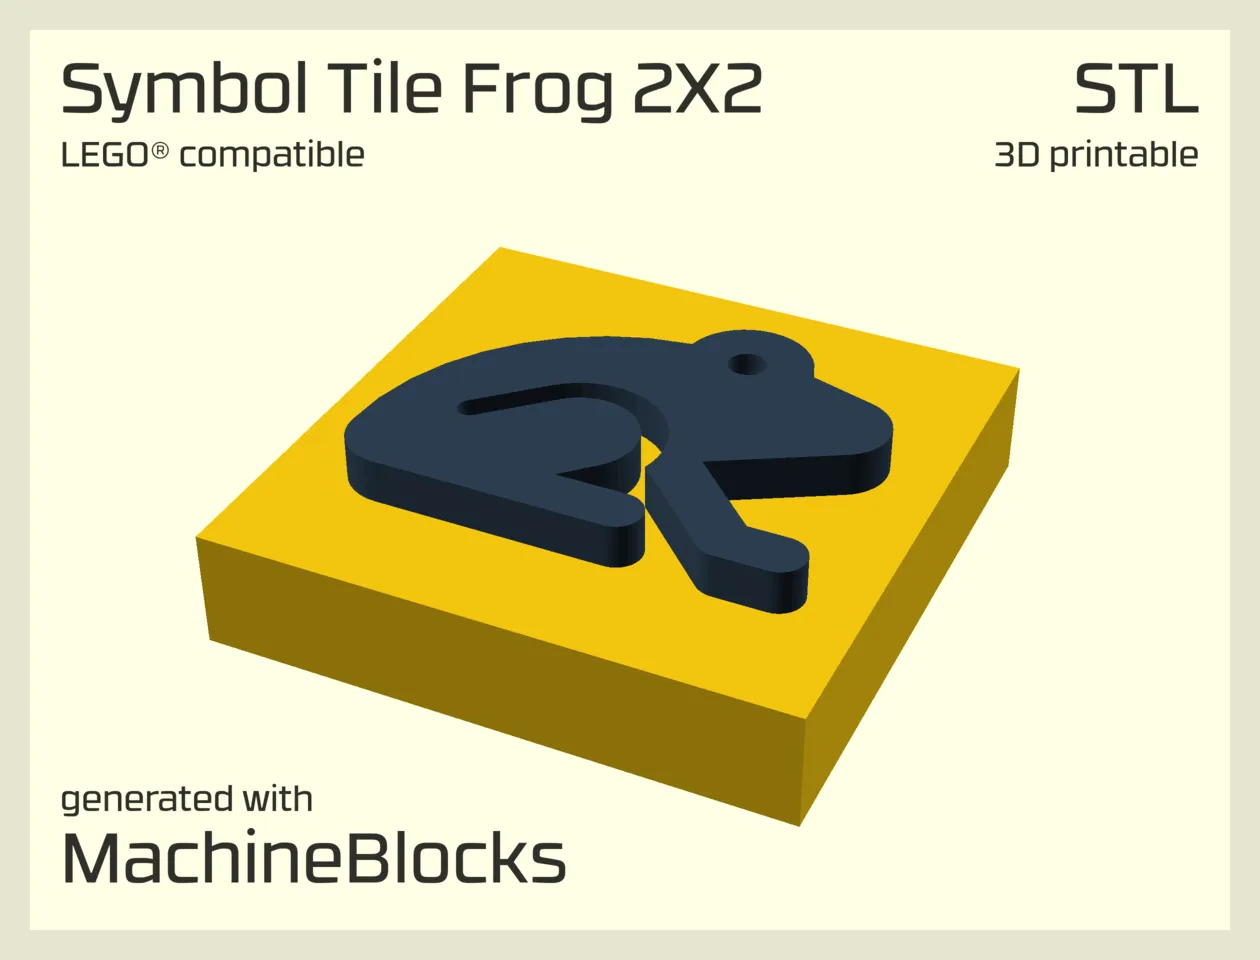 Symbol Tile Frog 2X2
LEGO® compatible
STL
3D printable
generated with
MachineBlocks